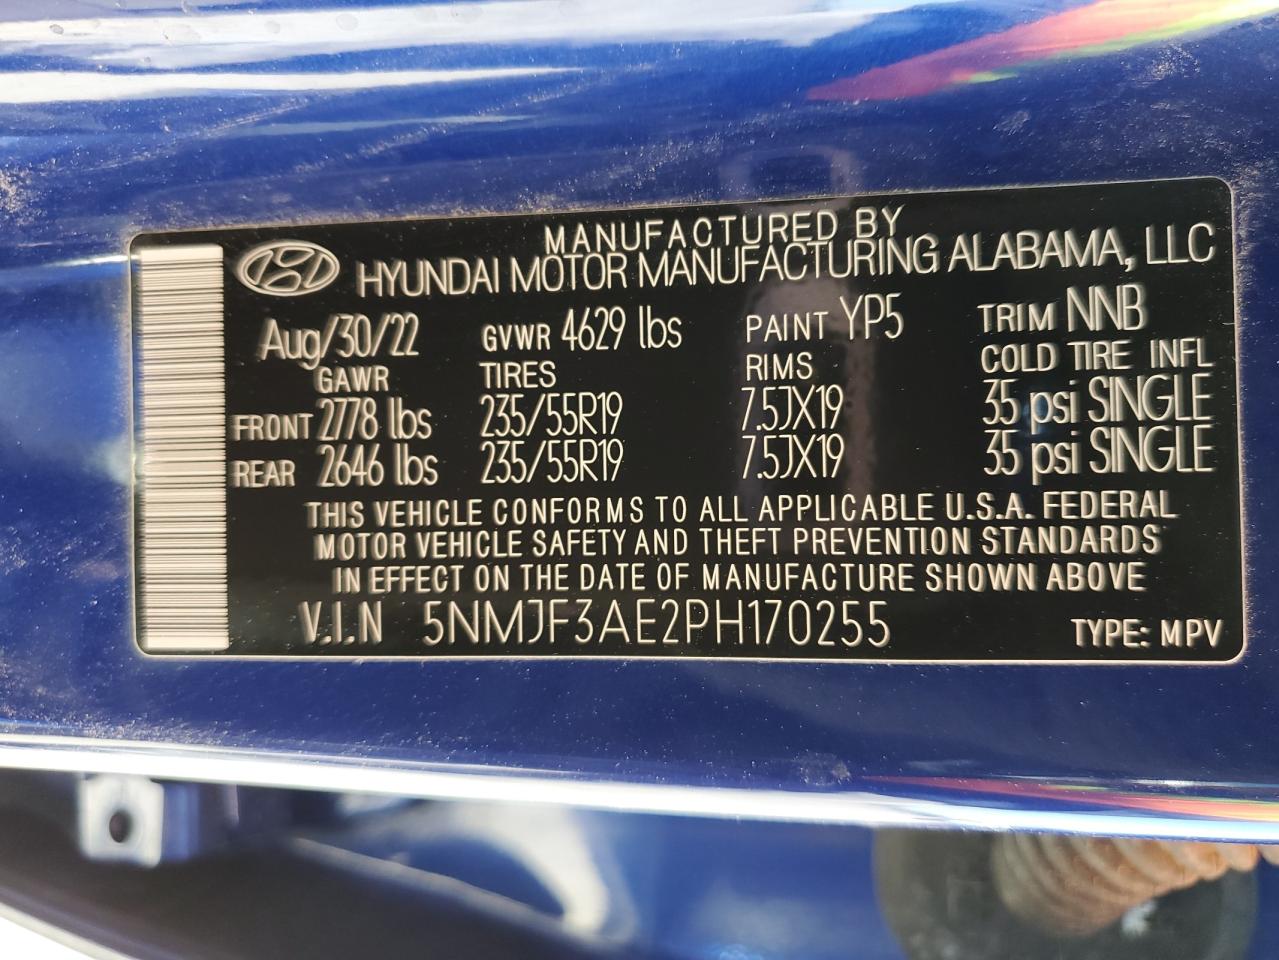 MANUFACTURED BY
HYUNDAI MOTOR MANUFACTURING ALABAMA, LLC
Aug/30/22 GVWR 4629 lbs PAINT YP5 TRIM NNB
GAWR TIRES RIMS COLD TIRE INFL
FRONT 2778 lbs 235/55R19 7.5JX19 35 psi SINGLE
REAR 2646 lbs 235/55R19 7.5JX19 35 psi SINGLE
THIS VEHICLE CONFORMS TO ALL APPLICABLE U.S.A. FEDERAL
MOTOR VEHICLE SAFETY AND THEFT PREVENTION STANDARDS
IN EFFECT ON THE DATE OF MANUFACTURE SHOWN ABOVE
V.I.N 5NMJF3AE2PH170255 TYPE: MPV